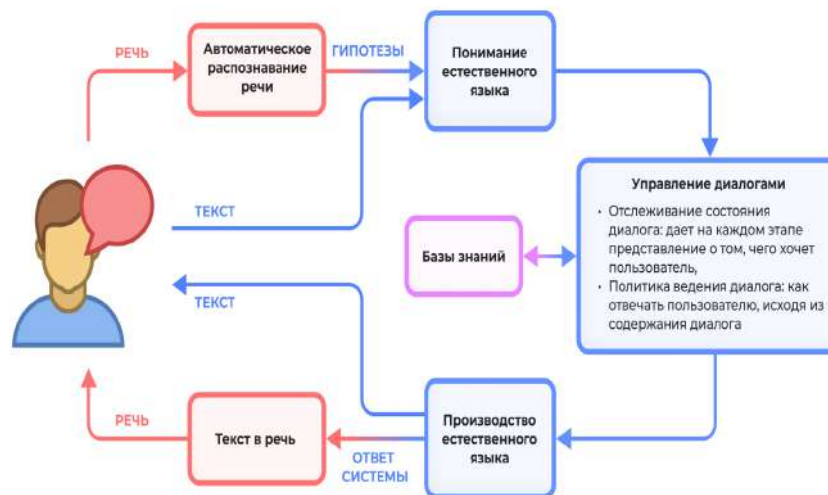 РЕЧЬ
Автоматическое
распознавание
речи
ГИПОТЕЗЫ
Понимание
естественного
языка
ТЕКСТ
Базы знаний
Управление диалогами
• Отслеживание состояния
диалога: дает на каждом этапе
представление о том, чего хочет
пользователь,
• Политика ведения диалога: как
отвечать пользователю, исходя из
содержания диалога
ТЕКСТ
РЕЧЬ
Текст в речь
ОТВЕТ
СИСТЕМЫ
Производство
естественного
языка